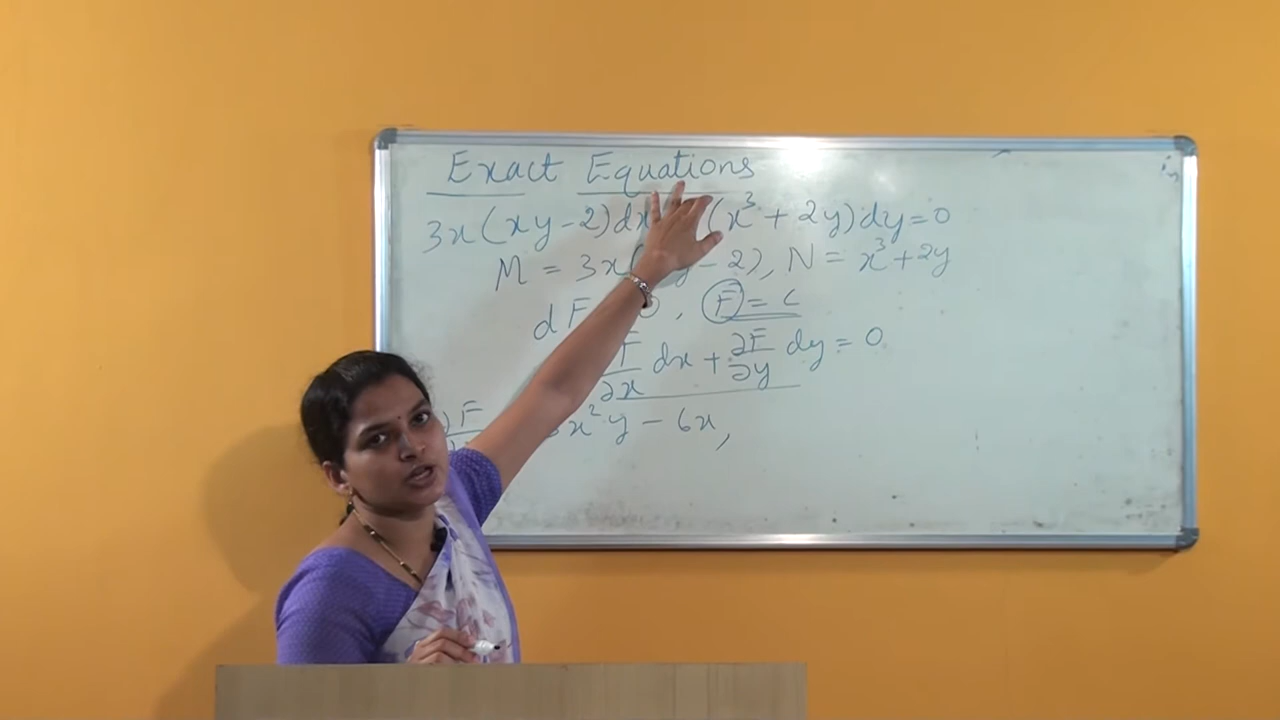 Exact Equations
3x(xy-2)dx (x³ + 2y)dy=0
M = 3x( y-2), N = x³+2y
dF , F = c
∂x dx + ∂F/∂y dy = 0
F x²y - 6x,